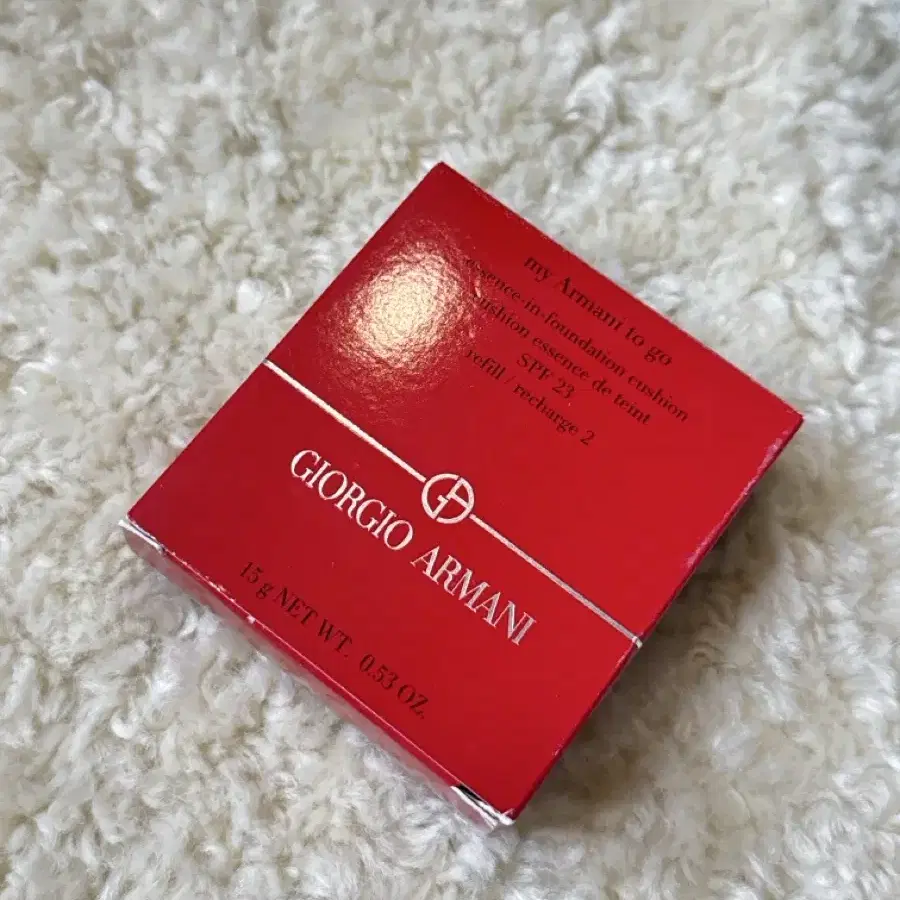 my Armani to go
essence-in-foundation cushion
cushion essence de teint
SPF 23
refill / recharge 2
GA
GIORGIO ARMANI
15 g NET WT. 0.53 OZ.